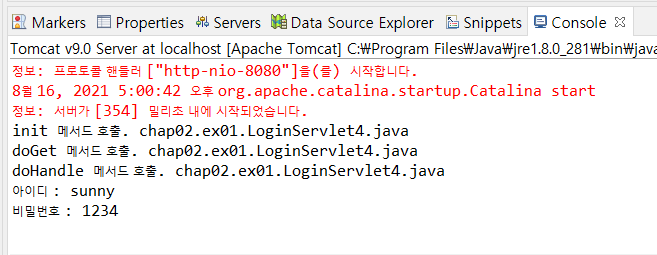 Markers Properties Servers Data Source Explorer Snippets Console
Tomcat v9.0 Server at localhost [Apache Tomcat] C:\Program Files\Java\jre1.8.0_281\bin\java
정보: 프로토콜 핸들러 ["http-nio-8080"]을(를) 시작합니다.
8월 16, 2021 5:00:42 오후 org.apache.catalina.startup.Catalina start
정보: 서버가 [354] 밀리초 내에 시작되었습니다.
init 메서드 호출. chap02.ex01.LoginServlet4.java
doGet 메서드 호출. chap02.ex01.LoginServlet4.java
doHandle 메서드 호출. chap02.ex01.LoginServlet4.java
아이디 : sunny
비밀번호 : 1234